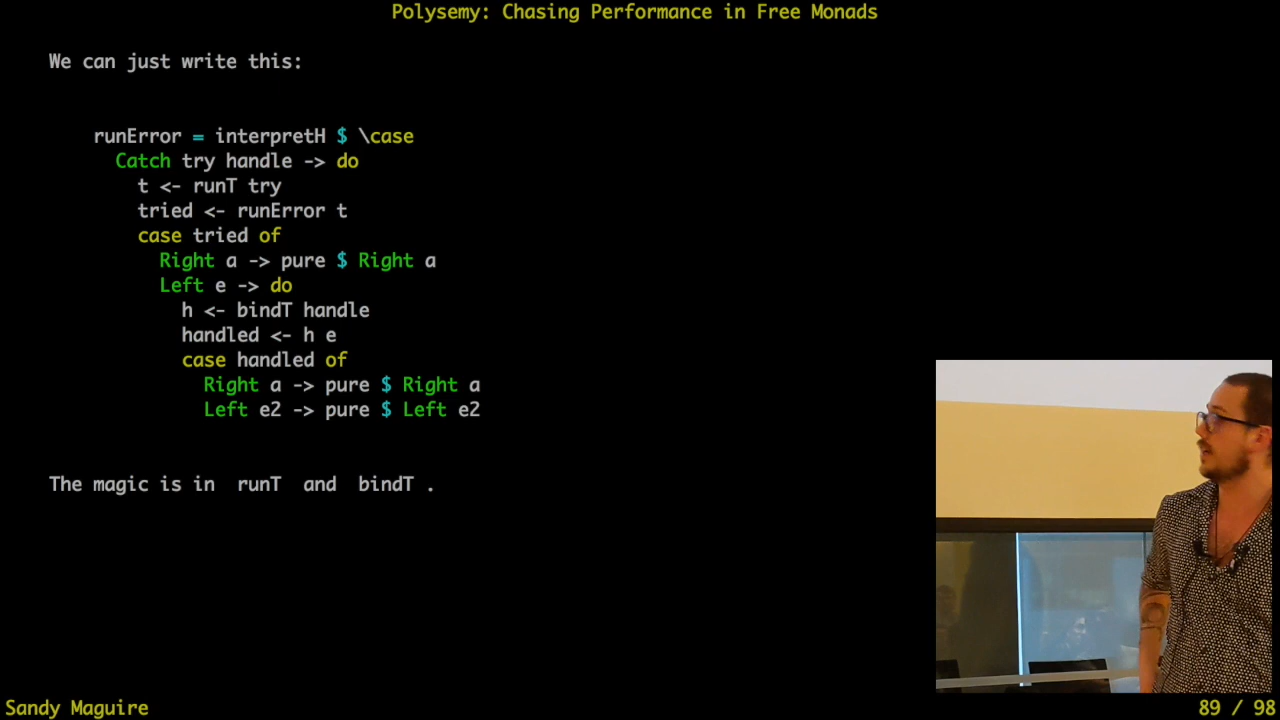 Polysemy: Chasing Performance in Free Monads
We can just write this:
runError = interpretH $ \case
Catch try handle -> do
t <- runT try
tried <- runError t
case tried of
Right a -> pure $ Right a
Left e -> do
h <- bindT handle
handled <- h e
case handled of
Right a -> pure $ Right a
Left e2 -> pure $ Left e2
The magic is in runT and bindT .
Sandy Maguire
89 / 98